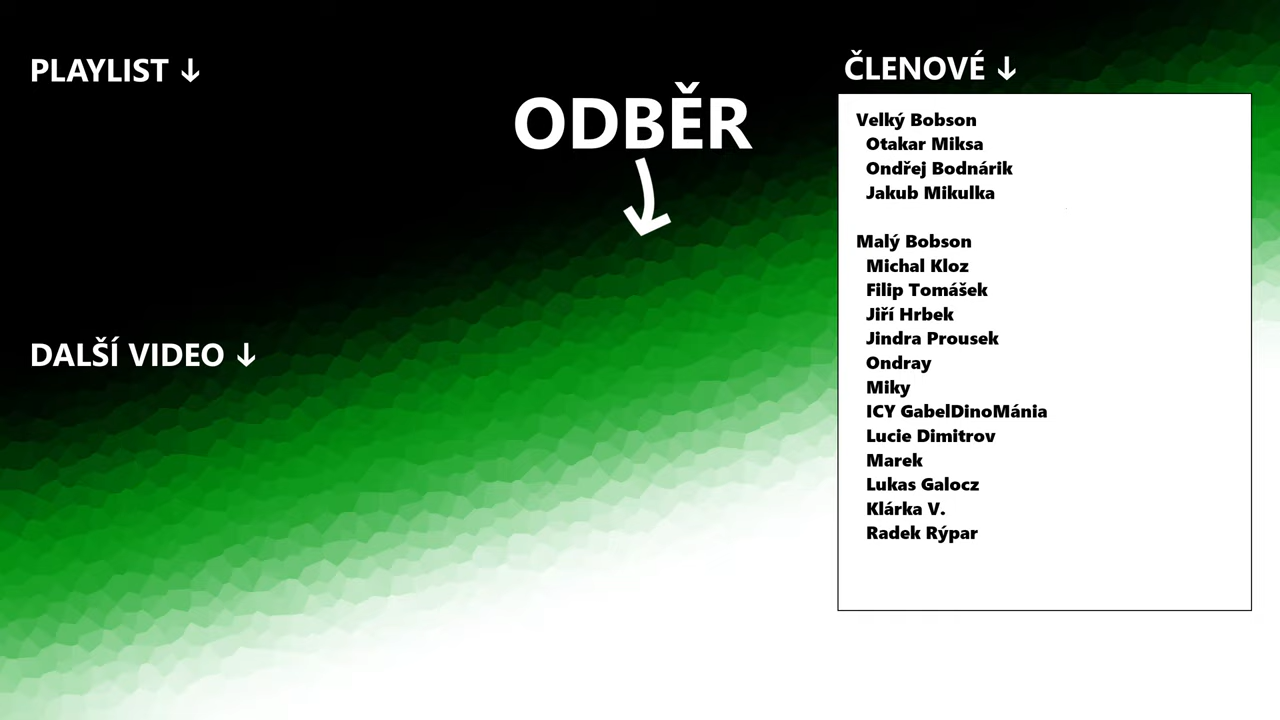 PLAYLIST ↓
ODBĚR
DALŠÍ VIDEO ↓
ČLENOVÉ ↓
Velký Bobson
Otakar Miksa
Ondřej Bodnárik
Jakub Mikulka
Malý Bobson
Michal Kloz
Filip Tomášek
Jiří Hrbek
Jindra Prousek
Ondray
Miky
ICY GabelDinoMánia
Lucie Dimitrov
Marek
Lukas Galocz
Klárka V.
Radek Rýpar